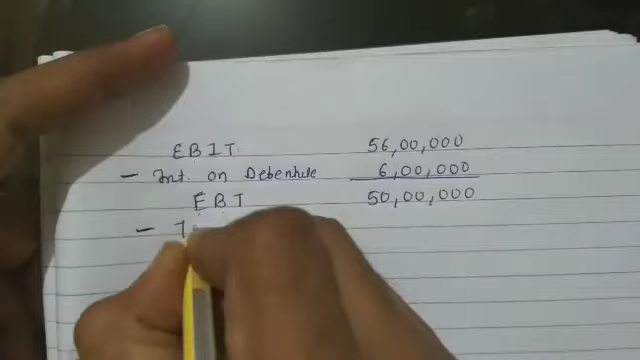 EBIT. 56,00,000
- Int. on Debenture 6,00,000
EBT 50,00,000
- T